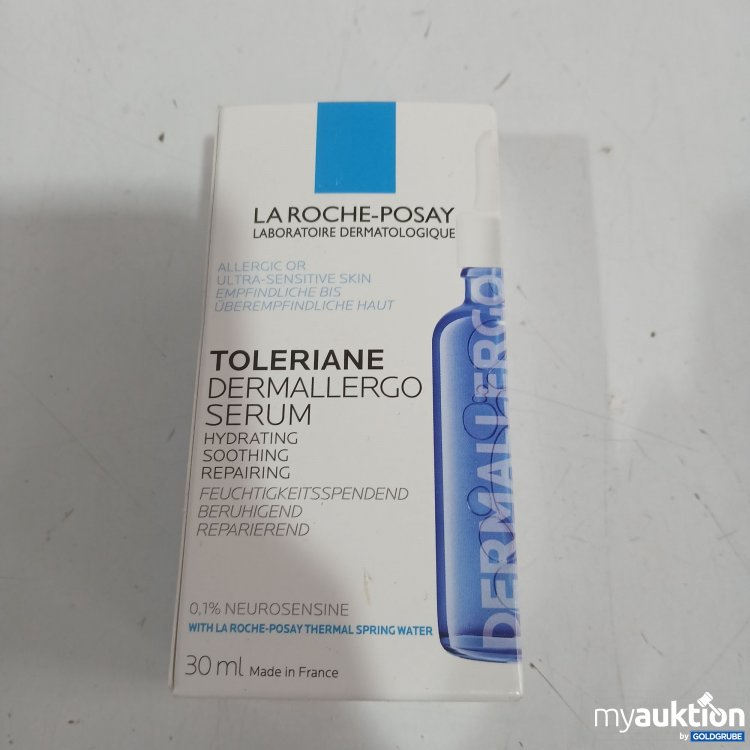 LA ROCHE-POSAY
LABORATOIRE DERMATOLOGIQUE
ALLERGIC OR
ULTRA-SENSITIVE SKIN
EMPFINDLICHE BIS
ÜBEREMPFINDLICHE HAUT
TOLERIANE
DERMALLERGO
SERUM
HYDRATING
SOOTHING
REPAIRING
FEUCHTIGKEITSSPENDEND
BERUHIGEND
REPARIEREND
0,1% NEUROSENSINE
WITH LA ROCHE-POSAY THERMAL SPRING WATER
30 ml Made in France
DERMALLERGO
myauktion
by GOLDGRUBE